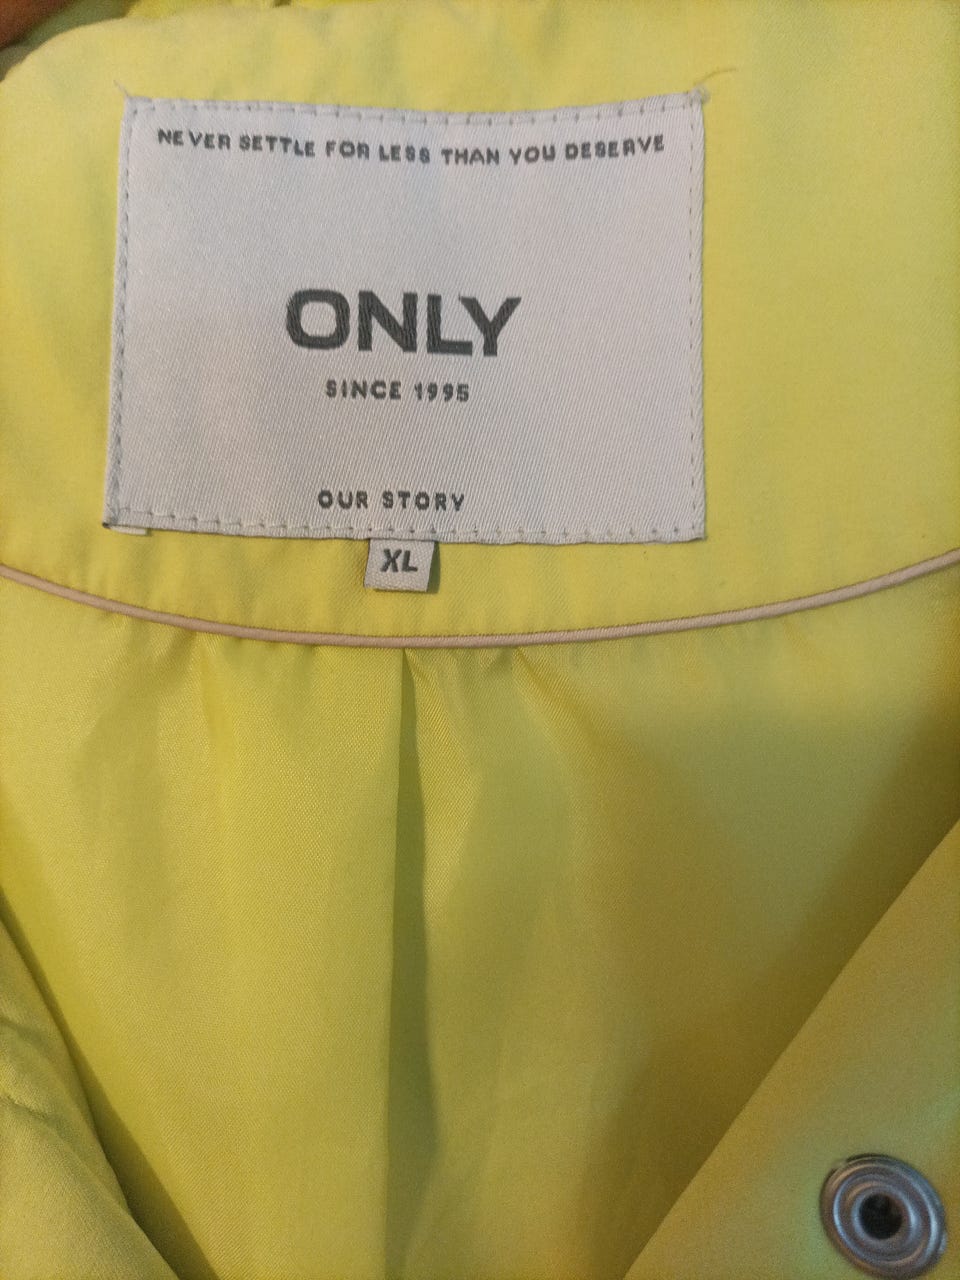 NEVER SETTLE FOR LESS THAN YOU DESERVE
ONLY
SINCE 1995
OUR STORY
XL